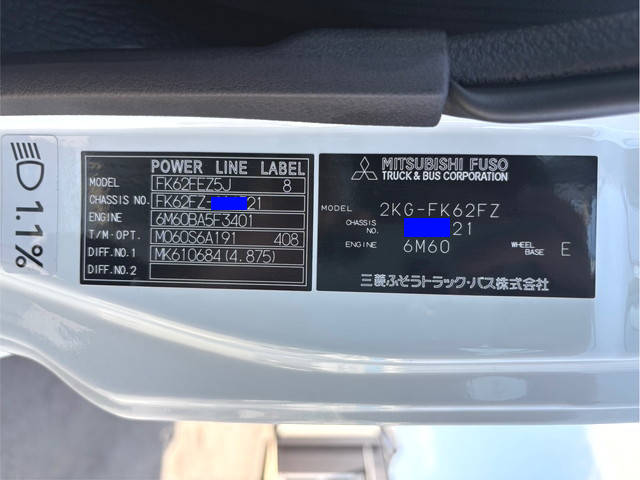 1.1%
POWER LINE LABEL
MODEL FK62FEZ5J 8
CHASSIS NO. FK62FZ- 21
ENGINE 6M60BA5F3401
T/M-OPT. M060S6A191 408
DIFF.NO.1 MK610684(4.875)
DIFF.NO.2
MITSUBISHI FUSO
TRUCK & BUS CORPORATION
MODEL 2KG-FK62FZ
CHASSIS NO. 21
ENGINE 6M60 WHEEL BASE E
三菱ふそうトラック・バス株式会社